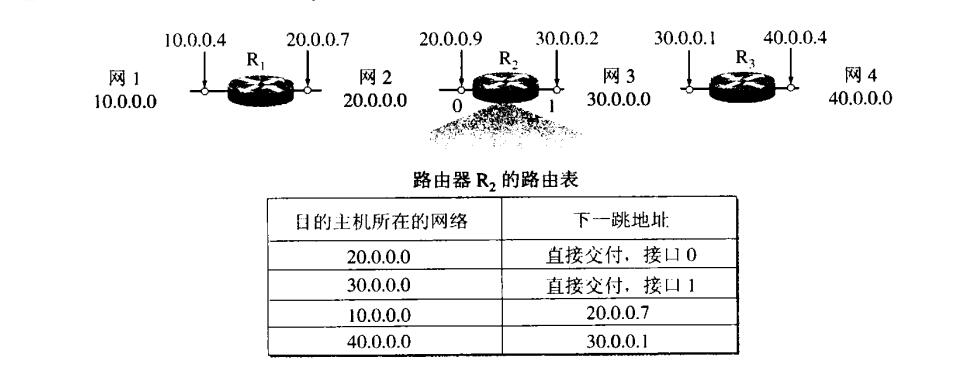 10.0.0.4 20.0.0.7 20.0.0.9 30.0.0.2 30.0.0.1 40.0.0.4
R1 R2 R3
网 1 网 2 网 3 网 4
10.0.0.0 20.0.0.0 0 1 30.0.0.0 40.0.0.0
路由器 R2 的路由表
目的主机所在的网络 下一跳地址
20.0.0.0 直接交付，接口 0
30.0.0.0 直接交付，接口 1
10.0.0.0 20.0.0.7
40.0.0.0 30.0.0.1